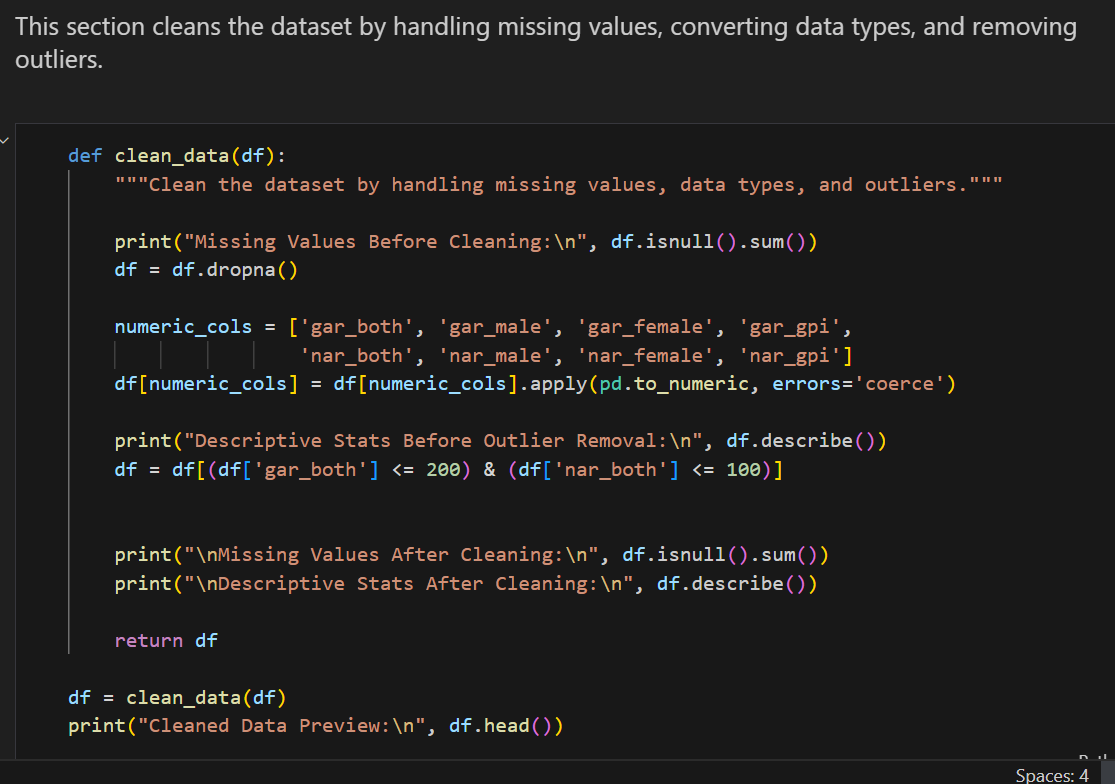 This section cleans the dataset by handling missing values, converting data types, and removing
outliers.
def clean_data(df):
"""Clean the dataset by handling missing values, data types, and outliers."""
print("Missing Values Before Cleaning:\n", df.isnull().sum())
df = df.dropna()
numeric_cols = ['gar_both', 'gar_male', 'gar_female', 'gar_gpi',
'nar_both', 'nar_male', 'nar_female', 'nar_gpi']
df[numeric_cols] = df[numeric_cols].apply(pd.to_numeric, errors='coerce')
print("Descriptive Stats Before Outlier Removal:\n", df.describe())
df = df[(df['gar_both'] <= 200) & (df['nar_both'] <= 100)]
print("\nMissing Values After Cleaning:\n", df.isnull().sum())
print("\nDescriptive Stats After Cleaning:\n", df.describe())
return df
df = clean_data(df)
print("Cleaned Data Preview:\n", df.head())
Spaces: 4